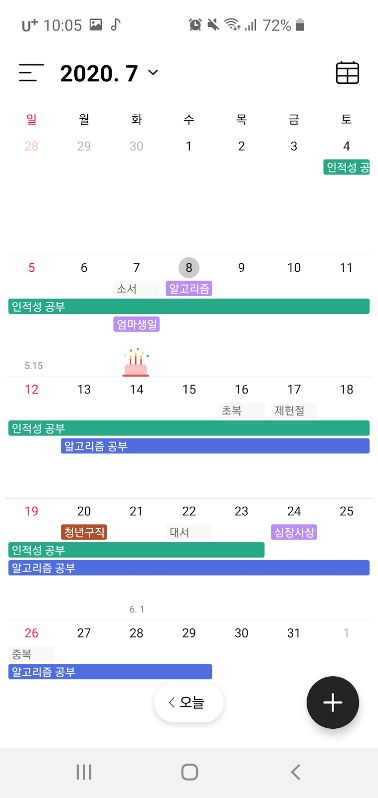 U+ 10:05 72%
2020. 7
일 월 화 수 목 금 토
28 29 30 1 2 3 4
인적성 공
5 6 7 8 9 10 11
소서 알고리즘
인적성 공부
엄마생일
5.15
12 13 14 15 16 17 18
초복 제헌절
인적성 공부
알고리즘 공부
19 20 21 22 23 24 25
청년구직 대서 심장사상
인적성 공부
알고리즘 공부
6. 1
26 27 28 29 30 31 1
중복
알고리즘 공부
오늘